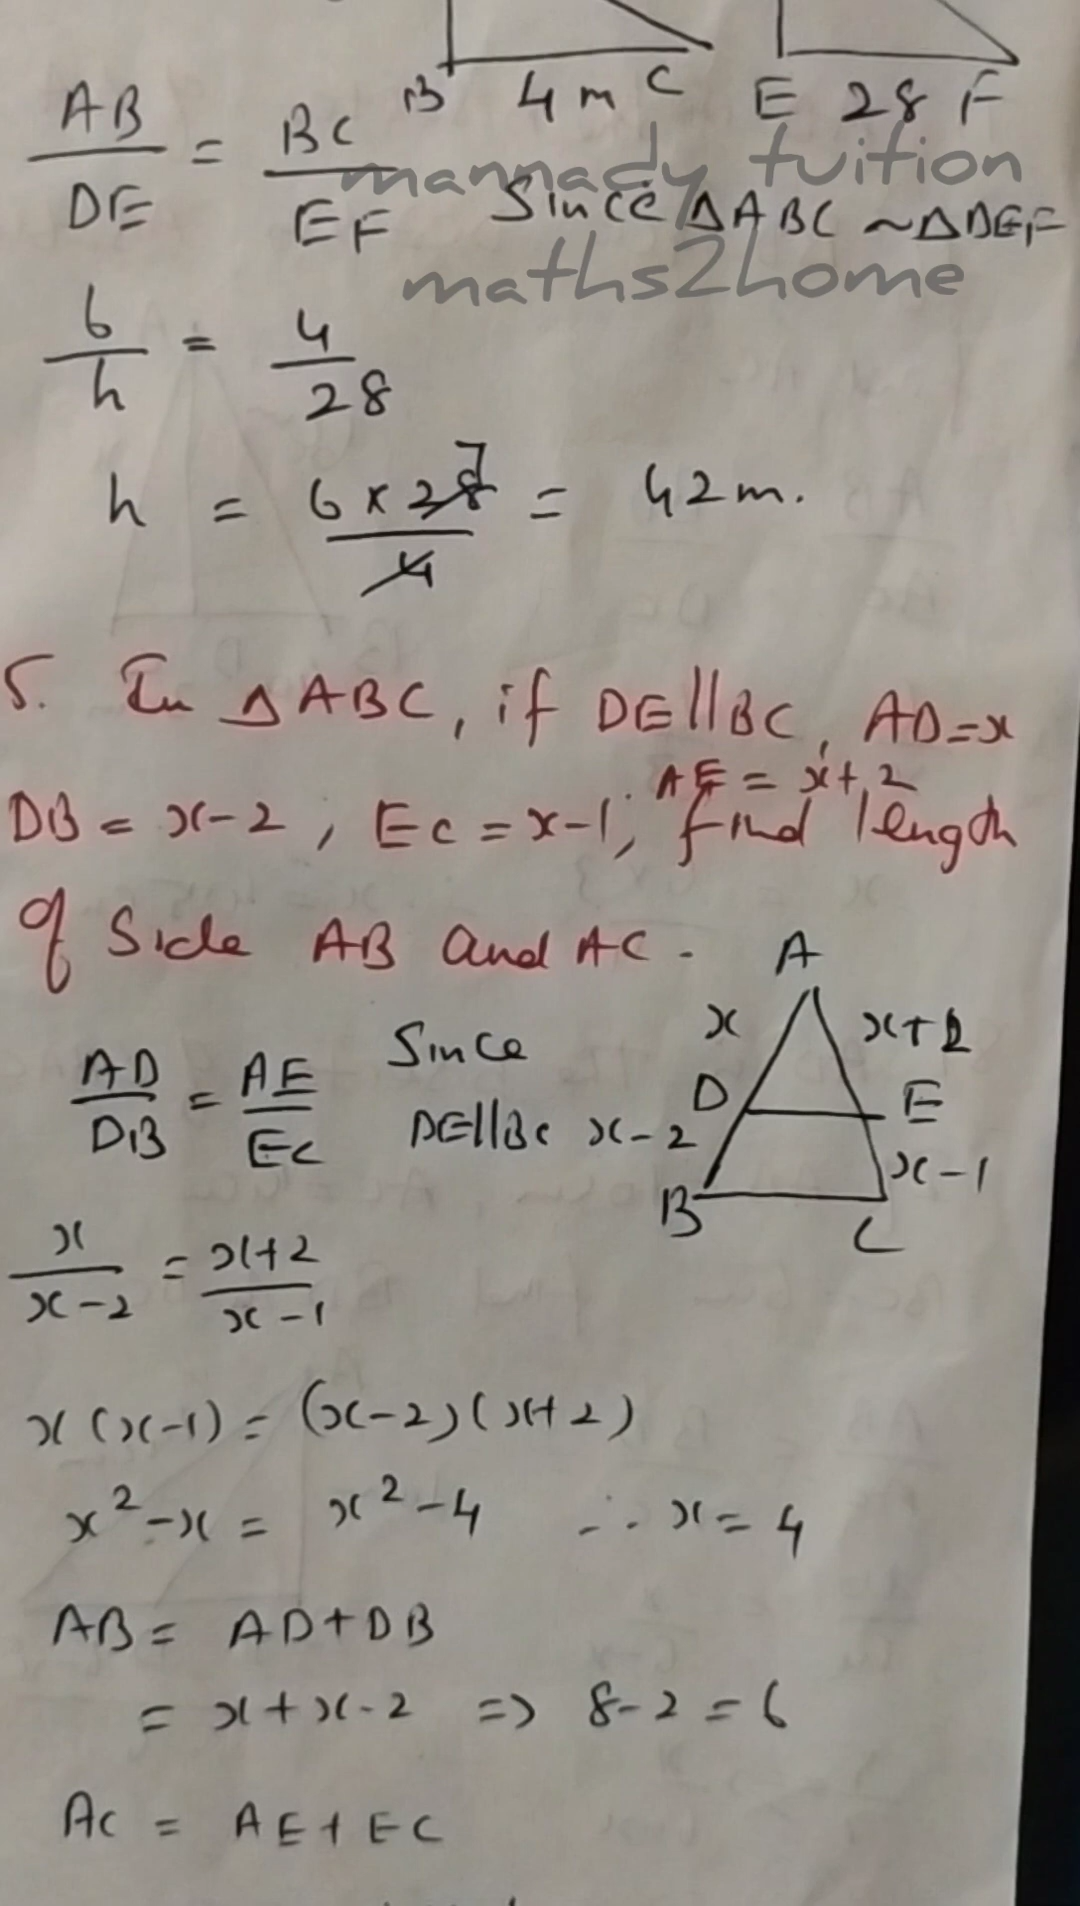 B 4m C E 28 F
AB/DE = BC/EF Since ΔABC ~ ΔDEF
mannady tuition
maths2home
6/h = 4/28
h = 6 × 28/4 = 42m.
7
5. In ΔABC, if DE||BC, AD=x
AE = x+2
DB = x-2, EC = x-1, find length
of Side AB and AC.
A
x x+2
D E
x-2 x-1
B C
AD/DB = AE/EC Since
DE||BC
x/x-2 = x+2/x-1
x(x-1) = (x-2)(x+2)
x²-x = x²-4 ∴ x = 4
AB = AD+DB
= x+x-2 => 8-2 = 6
AC = AE+EC